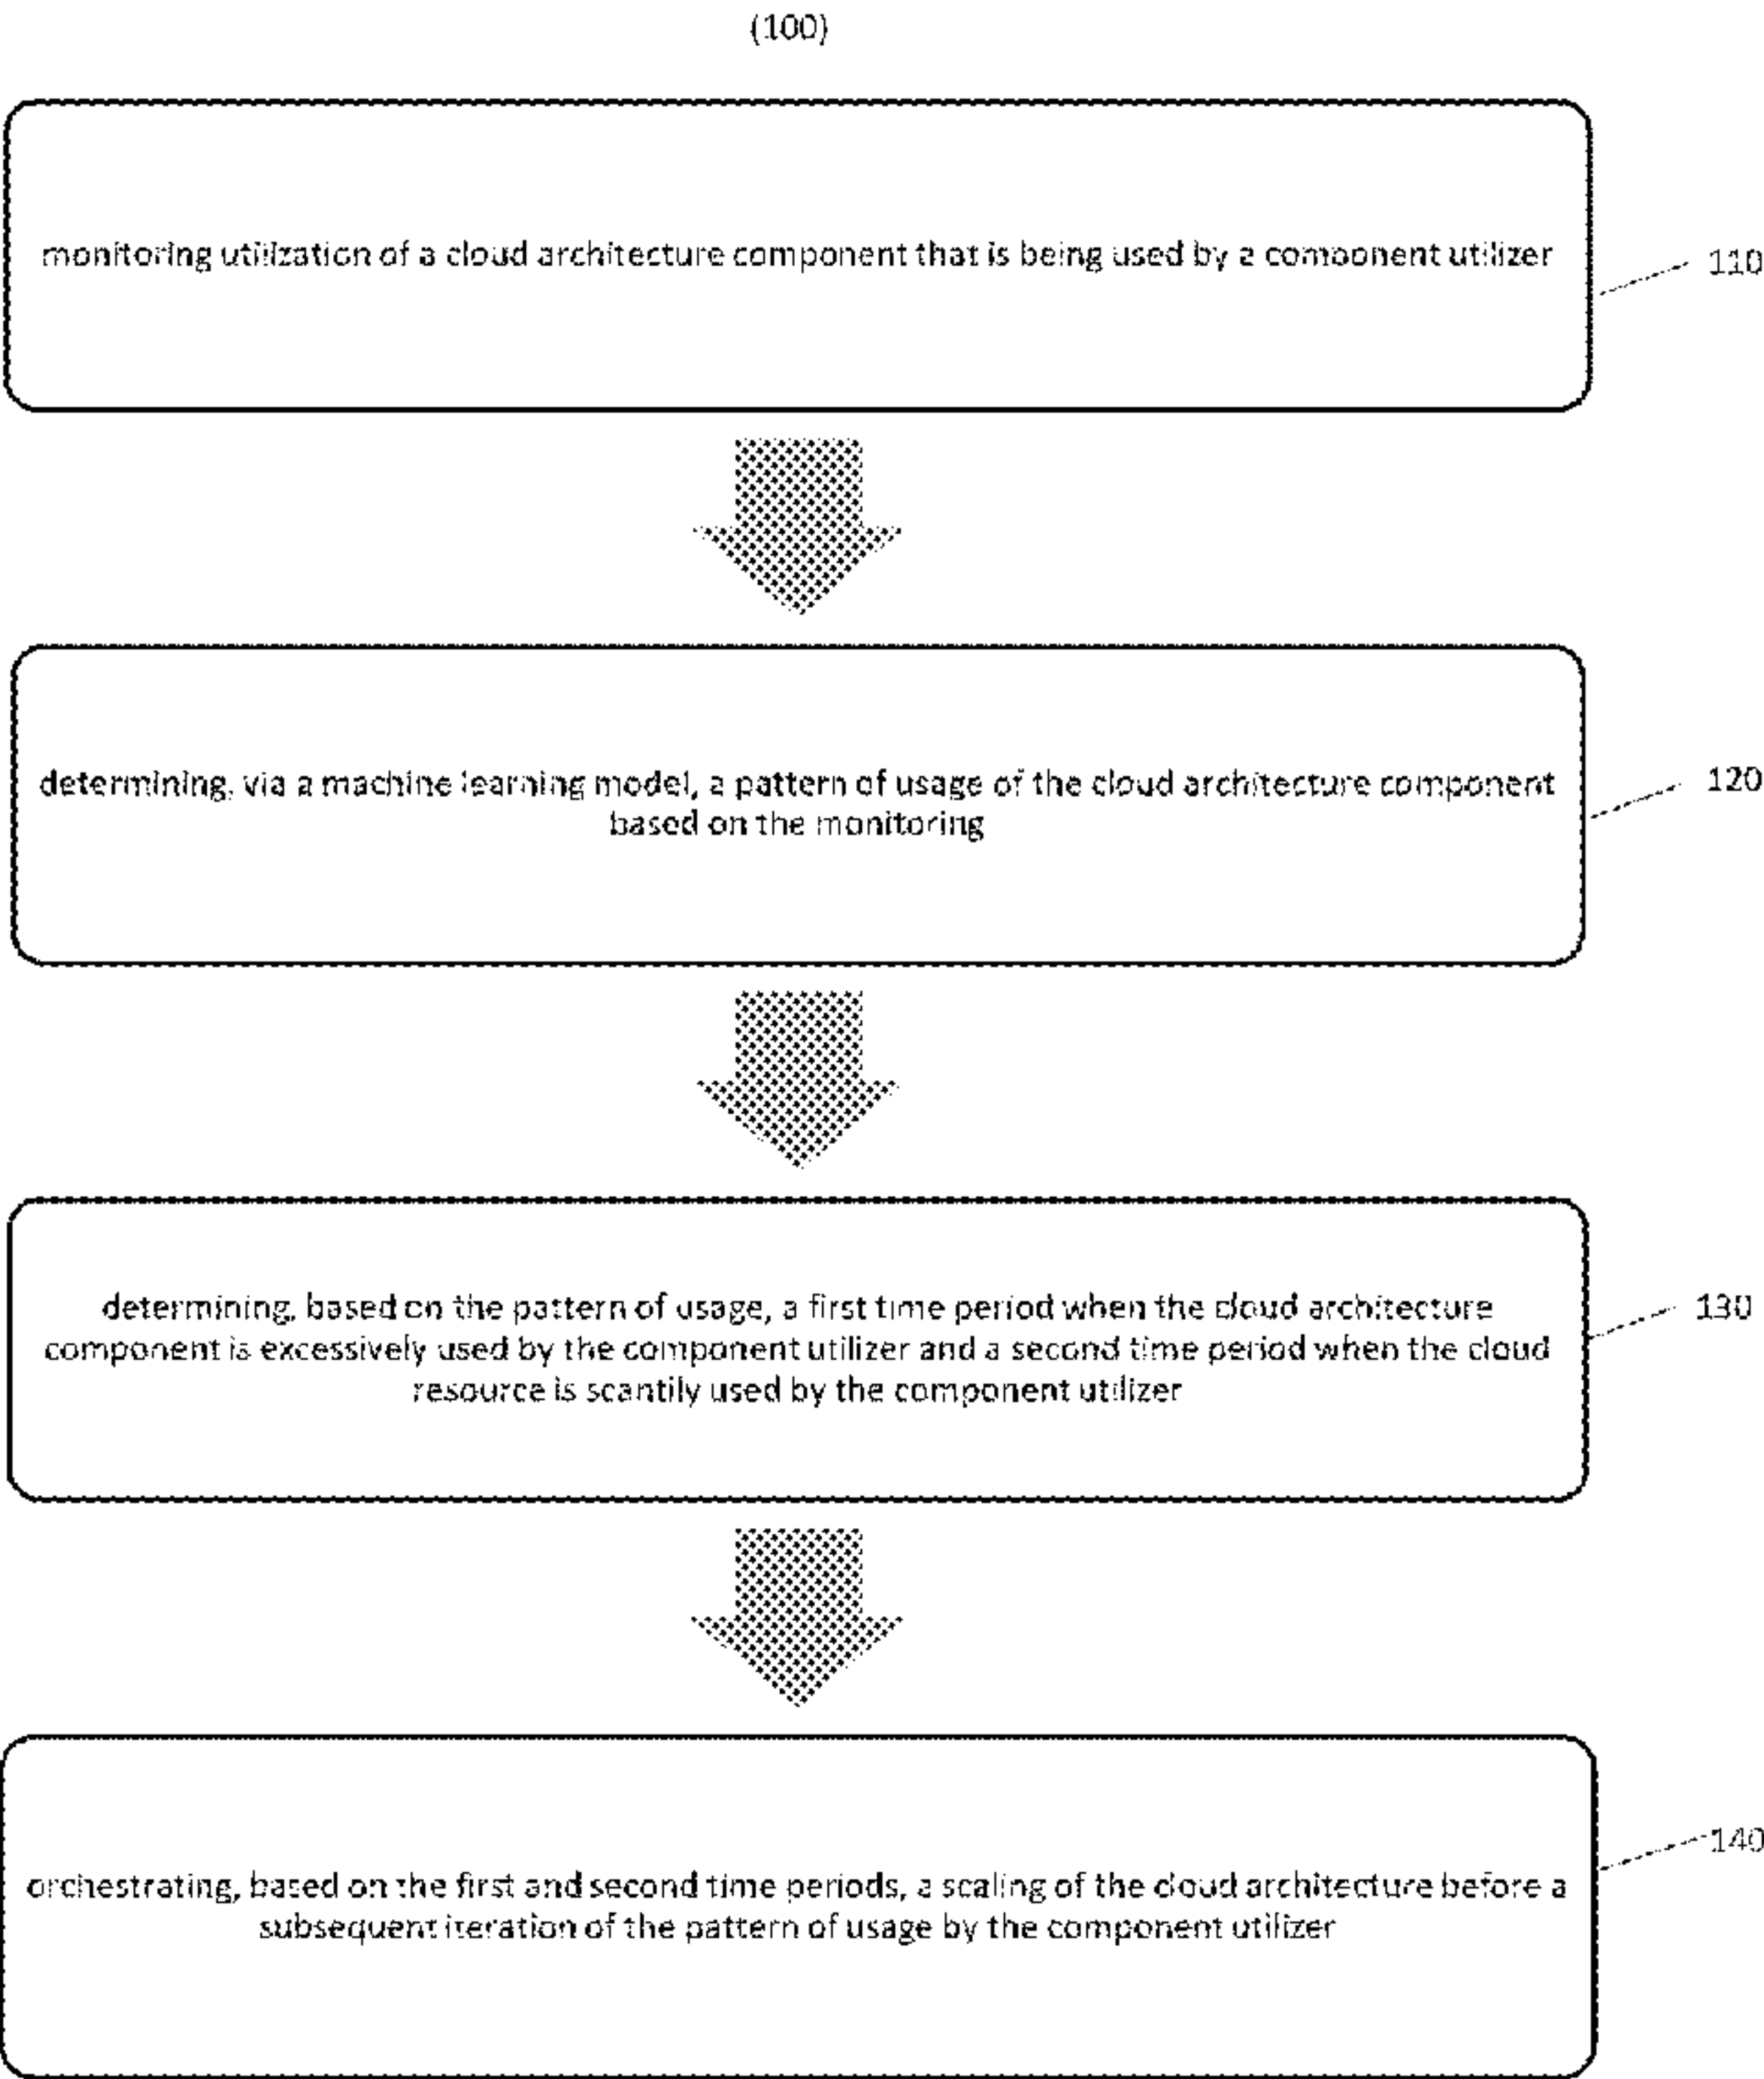 (100)
monitoring utilization of a cloud architecture component that is being used by a component utilizer
110
determining, via a machine learning model, a pattern of usage of the cloud architecture component
based on the monitoring
120
determining, based on the pattern of usage, a first time period when the cloud architecture
component is excessively used by the component utilizer and a second time period when the cloud
resource is scantily used by the component utilizer
130
orchestrating, based on the first and second time periods, a scaling of the cloud architecture before a
subsequent iteration of the pattern of usage by the component utilizer
140